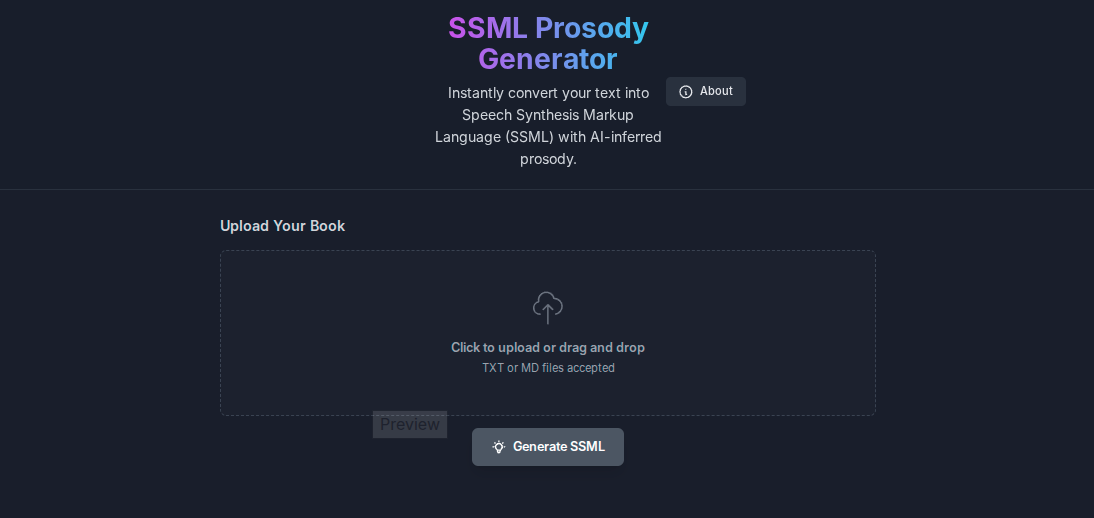 SSML Prosody
Generator
Instantly convert your text into
Speech Synthesis Markup
Language (SSML) with AI-inferred
prosody.
About
Upload Your Book
Click to upload or drag and drop
TXT or MD files accepted
Preview
Generate SSML